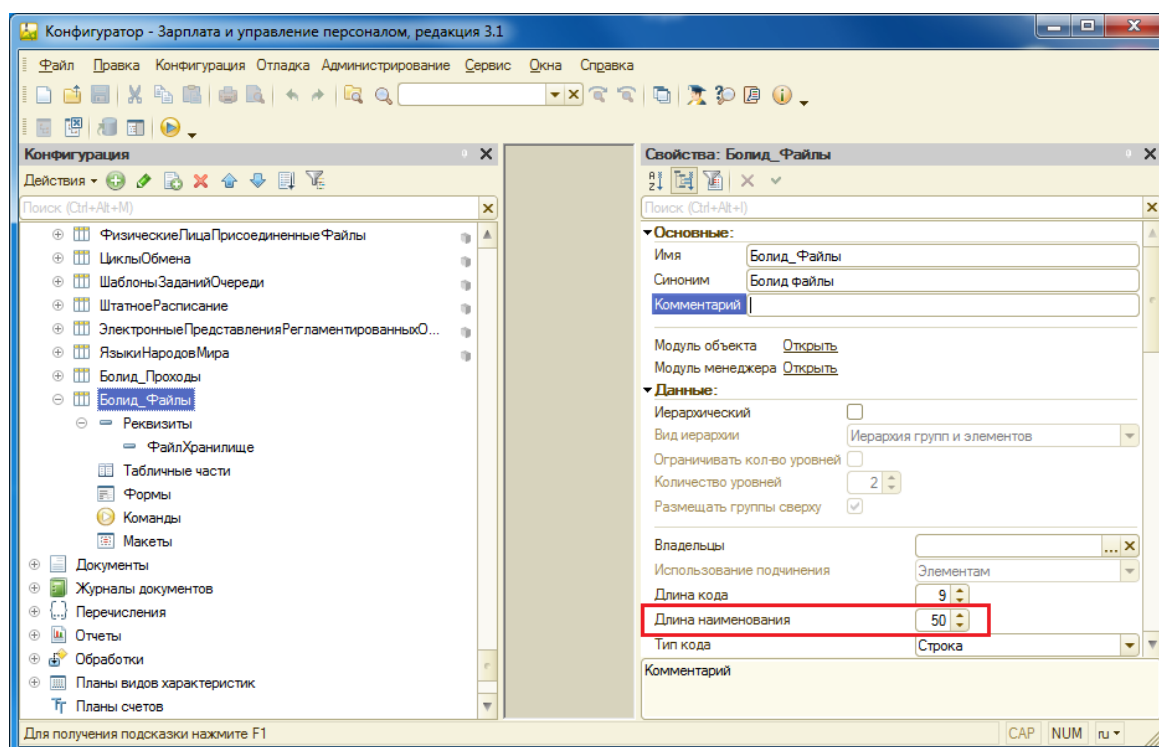 Конфигуратор - Зарплата и управление персоналом, редакция 3.1
Файл Правка Конфигурация Отладка Администрирование Сервис Окна Справка
Конфигурация
Действия
Поиск (Ctrl+Alt+M)
ФизическиеЛицаПрисоединенныеФайлы
ЦиклыОбмена
ШаблоныЗаданийОчереди
ШтатноеРасписание
ЭлектронныеПредставленияРегламентированныхО...
ЯзыкиНародовМира
Болид_Проходы
Болид_Файлы
Реквизиты
ФайлХранилище
Табличные части
Формы
Команды
Макеты
Документы
Журналы документов
Перечисления
Отчеты
Обработки
Планы видов характеристик
Планы счетов
Свойства: Болид_Файлы
Поиск (Ctrl+Alt+I)
Основные:
Имя Болид_Файлы
Синоним Болид файлы
Комментарий
Модуль объекта Открыть
Модуль менеджера Открыть
Данные:
Иерархический
Вид иерархии Иерархия групп и элементов
Ограничивать кол-во уровней
Количество уровней 2
Размещать группы сверху
Владельцы ...
Использование подчинения Элементам
Длина кода 9
Длина наименования 50
Тип кода Строка
Комментарий
Для получения подсказки нажмите F1
CAP NUM ru